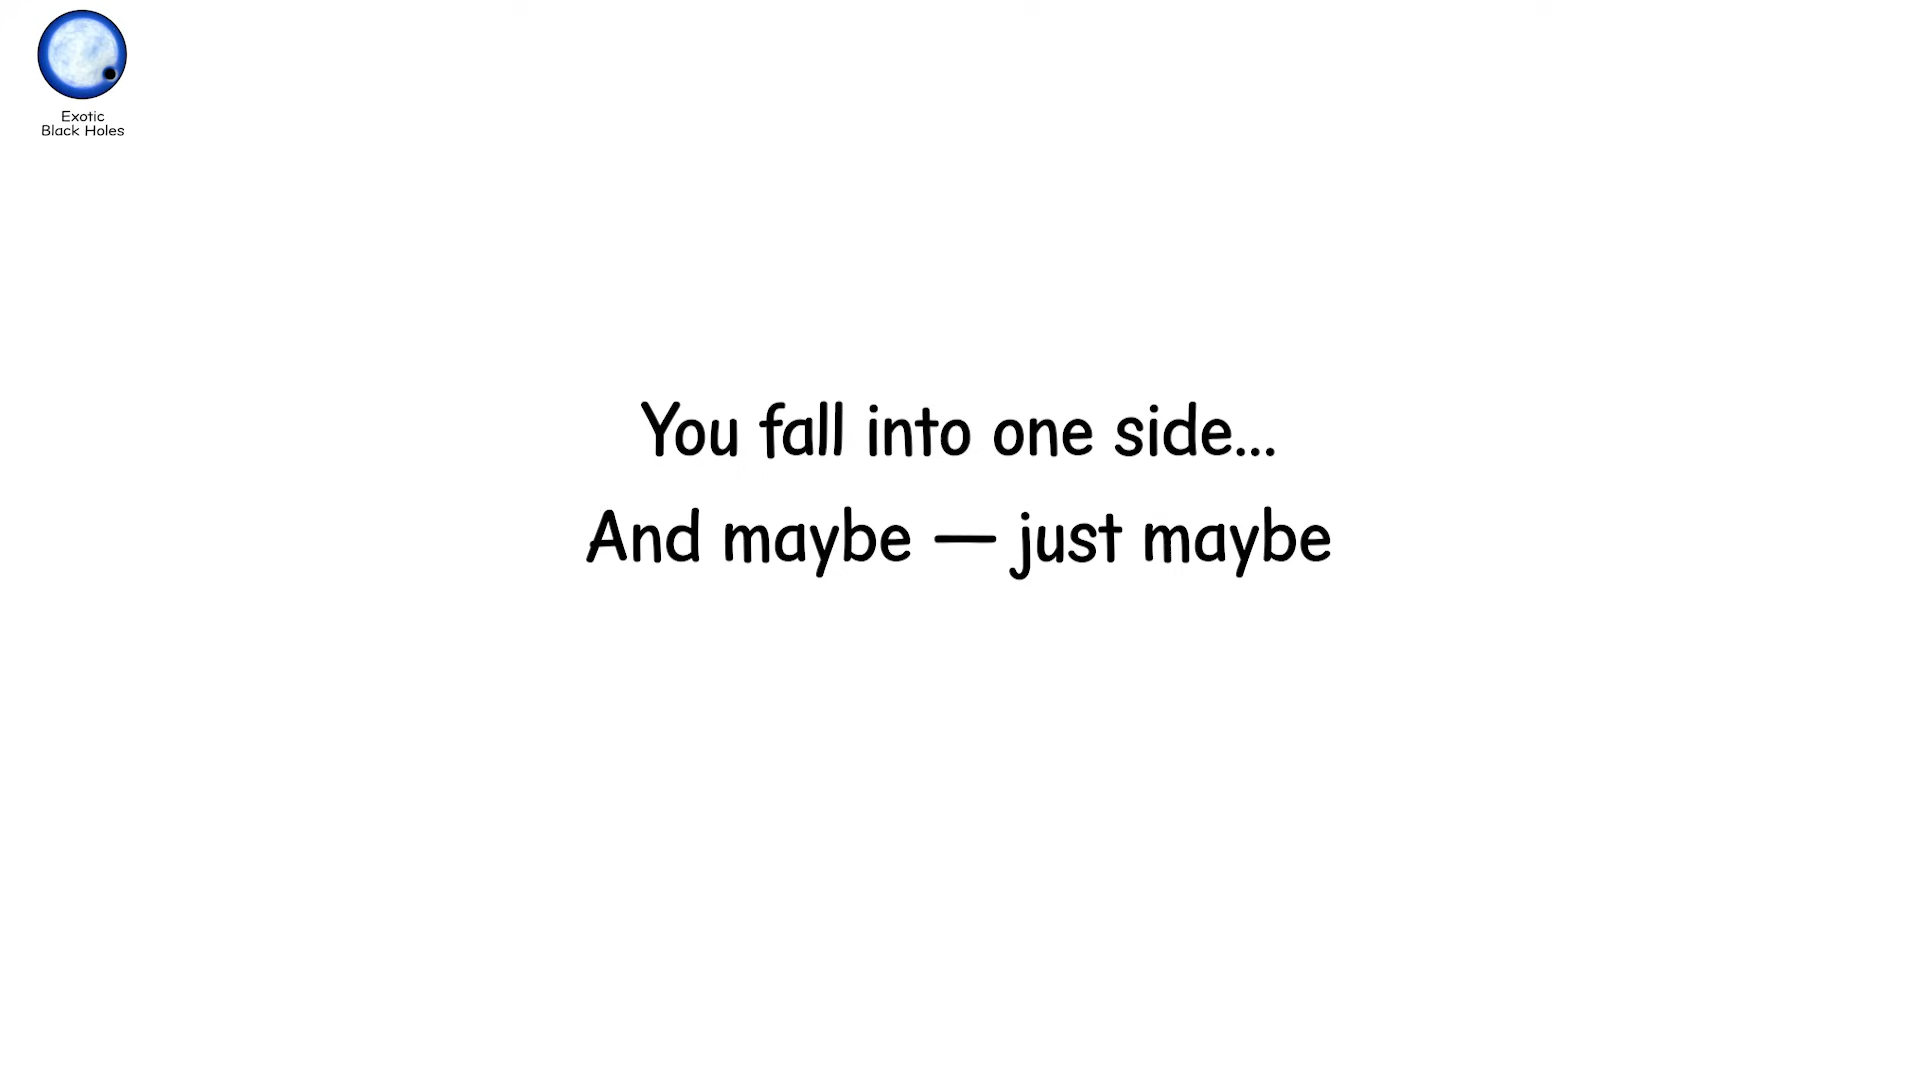 Exotic
Black Holes
You fall into one side...
And maybe — just maybe